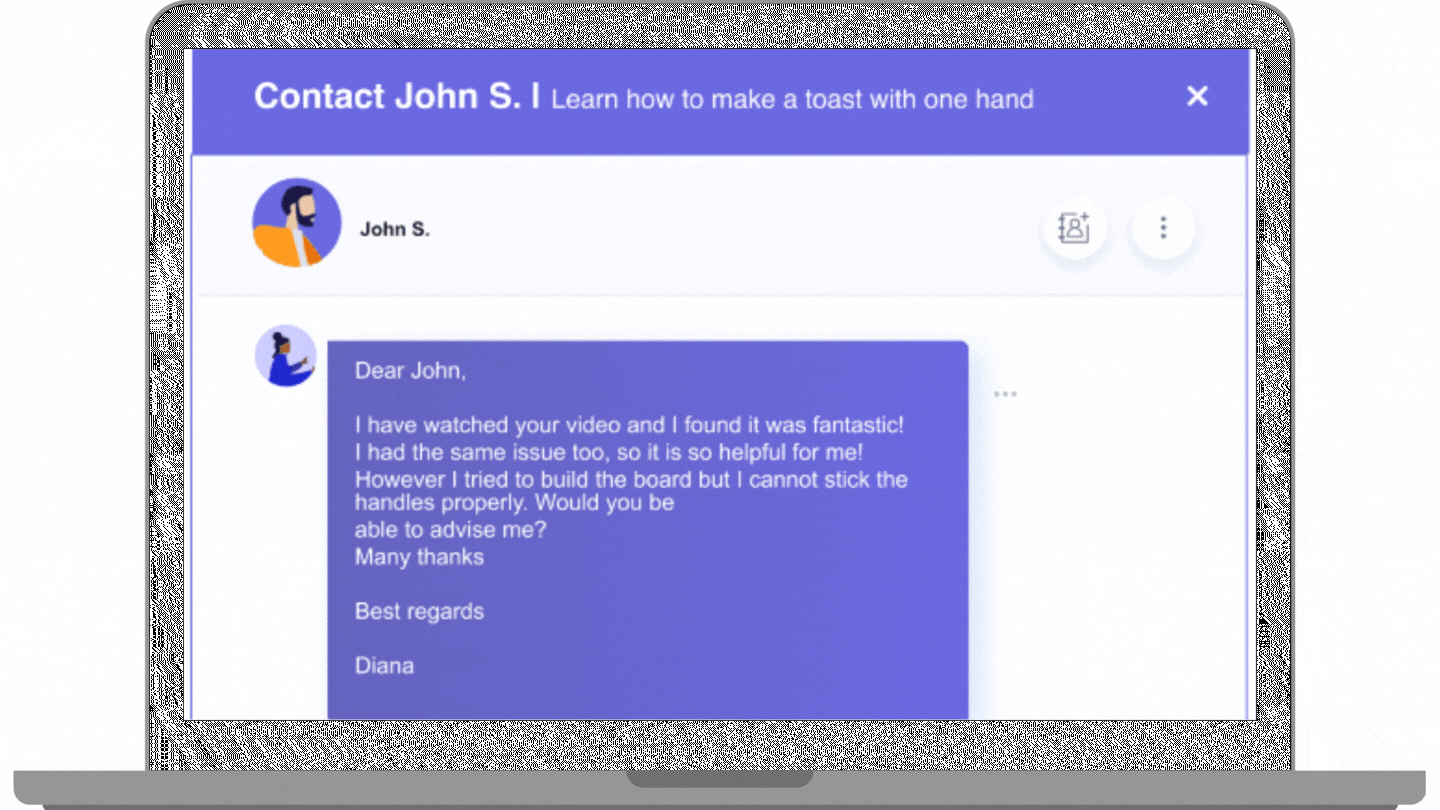 Contact John S. | Learn how to make a toast with one hand
John S.
Dear John,
I have watched your video and I found it was fantastic!
I had the same issue too, so it is so helpful for me!
However I tried to build the board but I cannot stick the
handles properly. Would you be
able to advise me?
Many thanks
Best regards
Diana